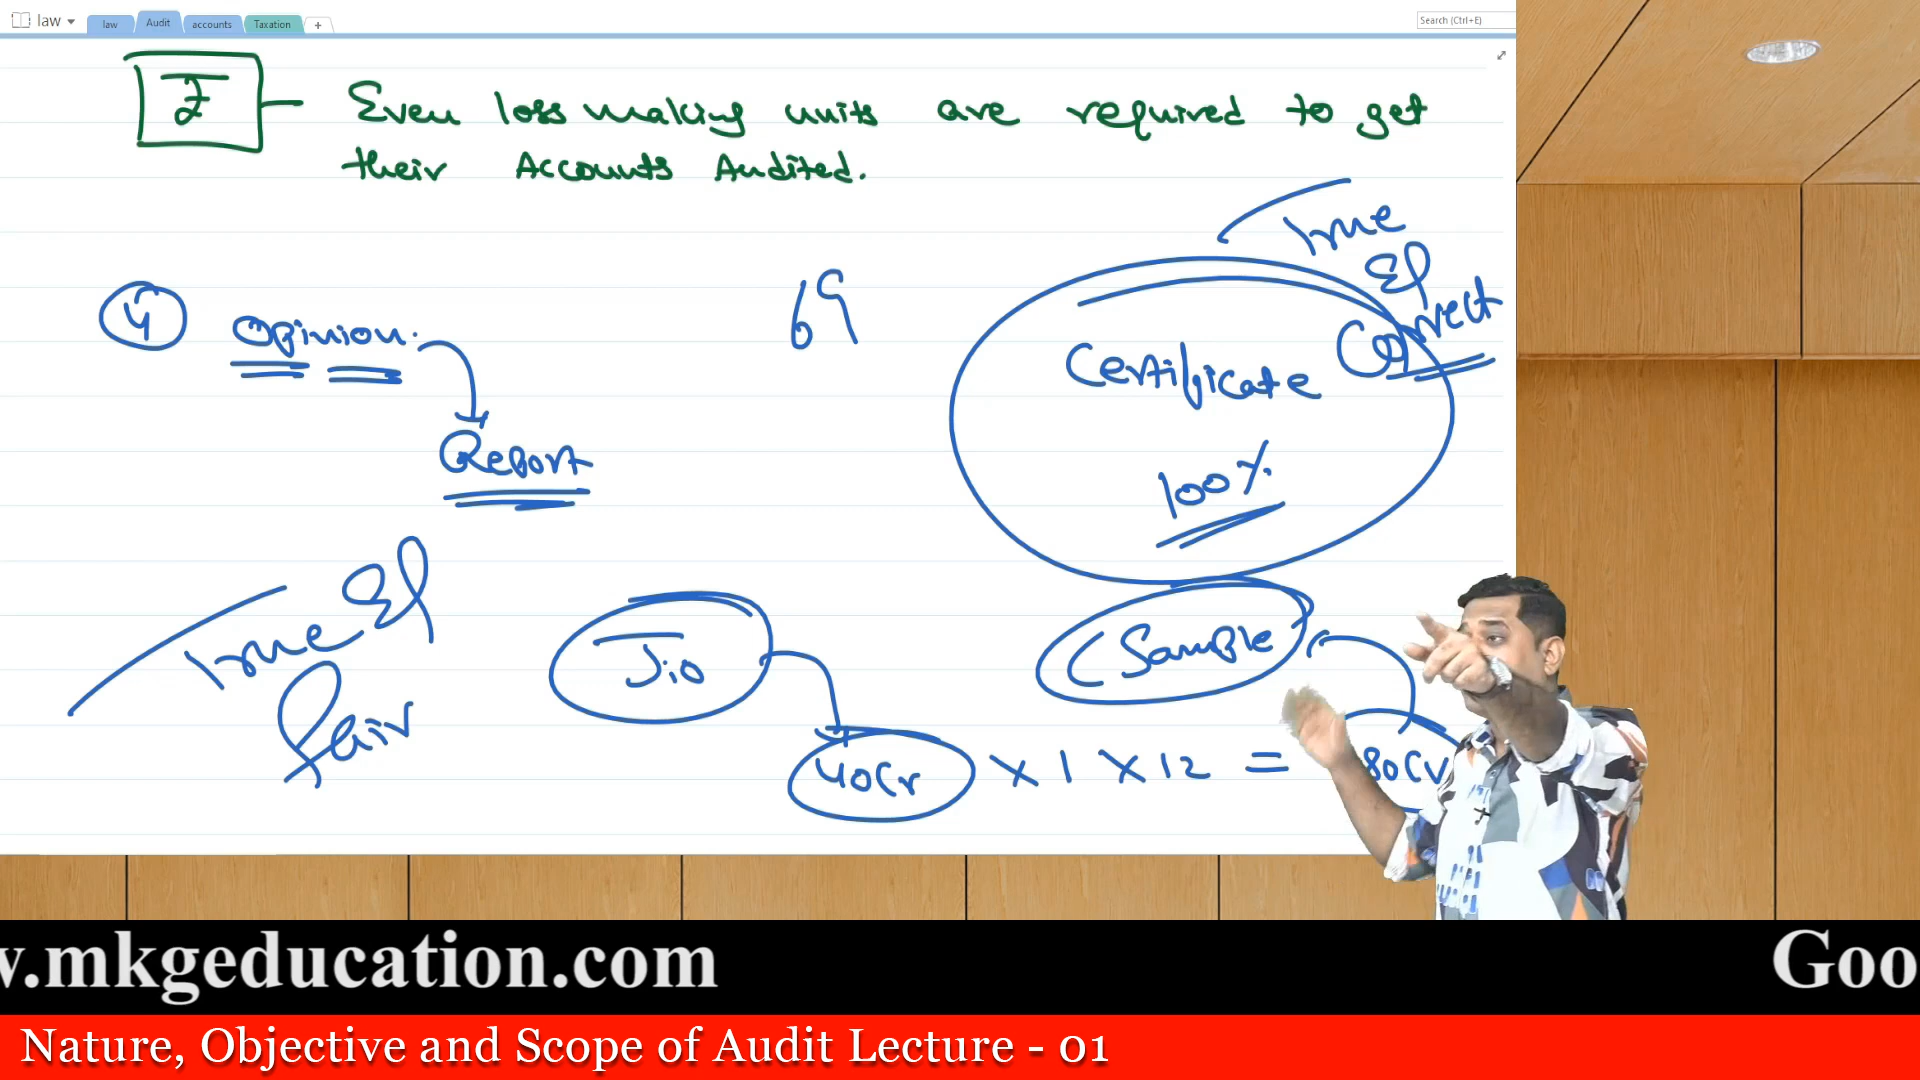 law
law Audit accounts Taxation +
Search (Ctrl+E)
I - Even loss making units are required to get
their Accounts Audited.
④ Opinion.
Report
True &
Fair
True
&
Correct
Certificate
100%
Sample
Jio
40Cr × 1 × 12 = 80Cr
w.mkgeducation.com
Goo
Nature, Objective and Scope of Audit Lecture - 01